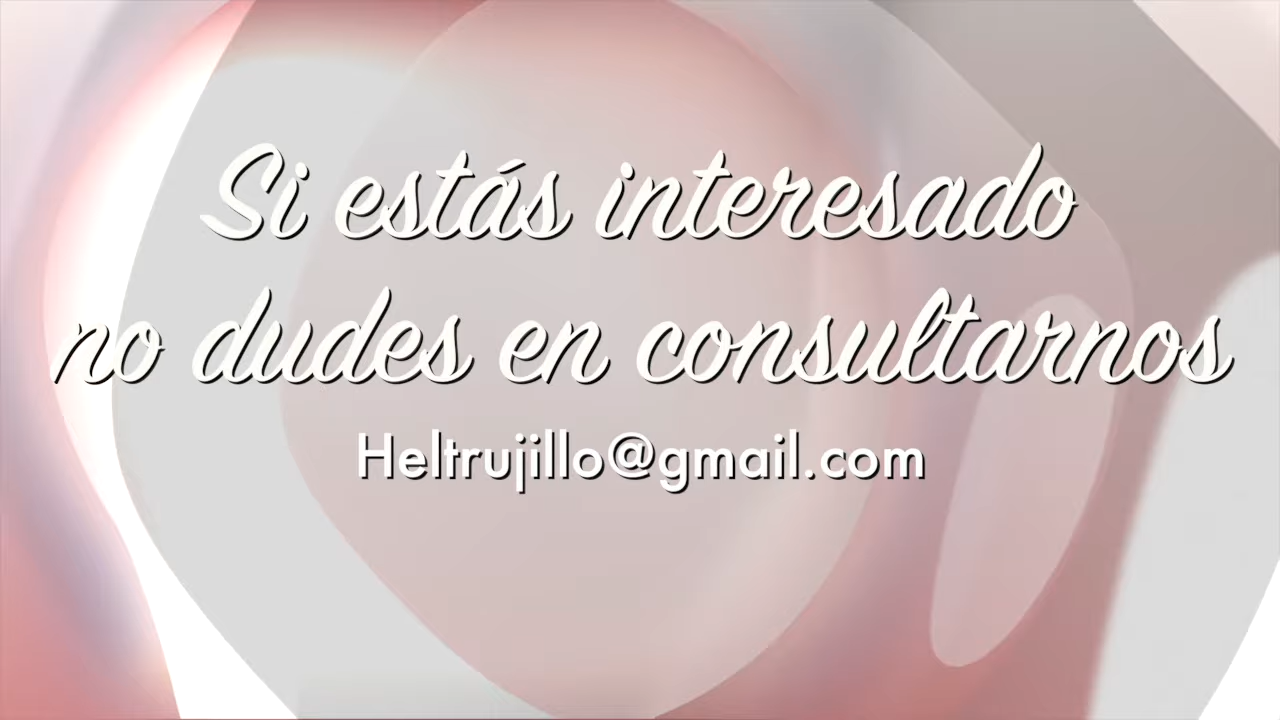 Si estás interesado
no dudes en consultarnos
Heltrujillo@gmail.com